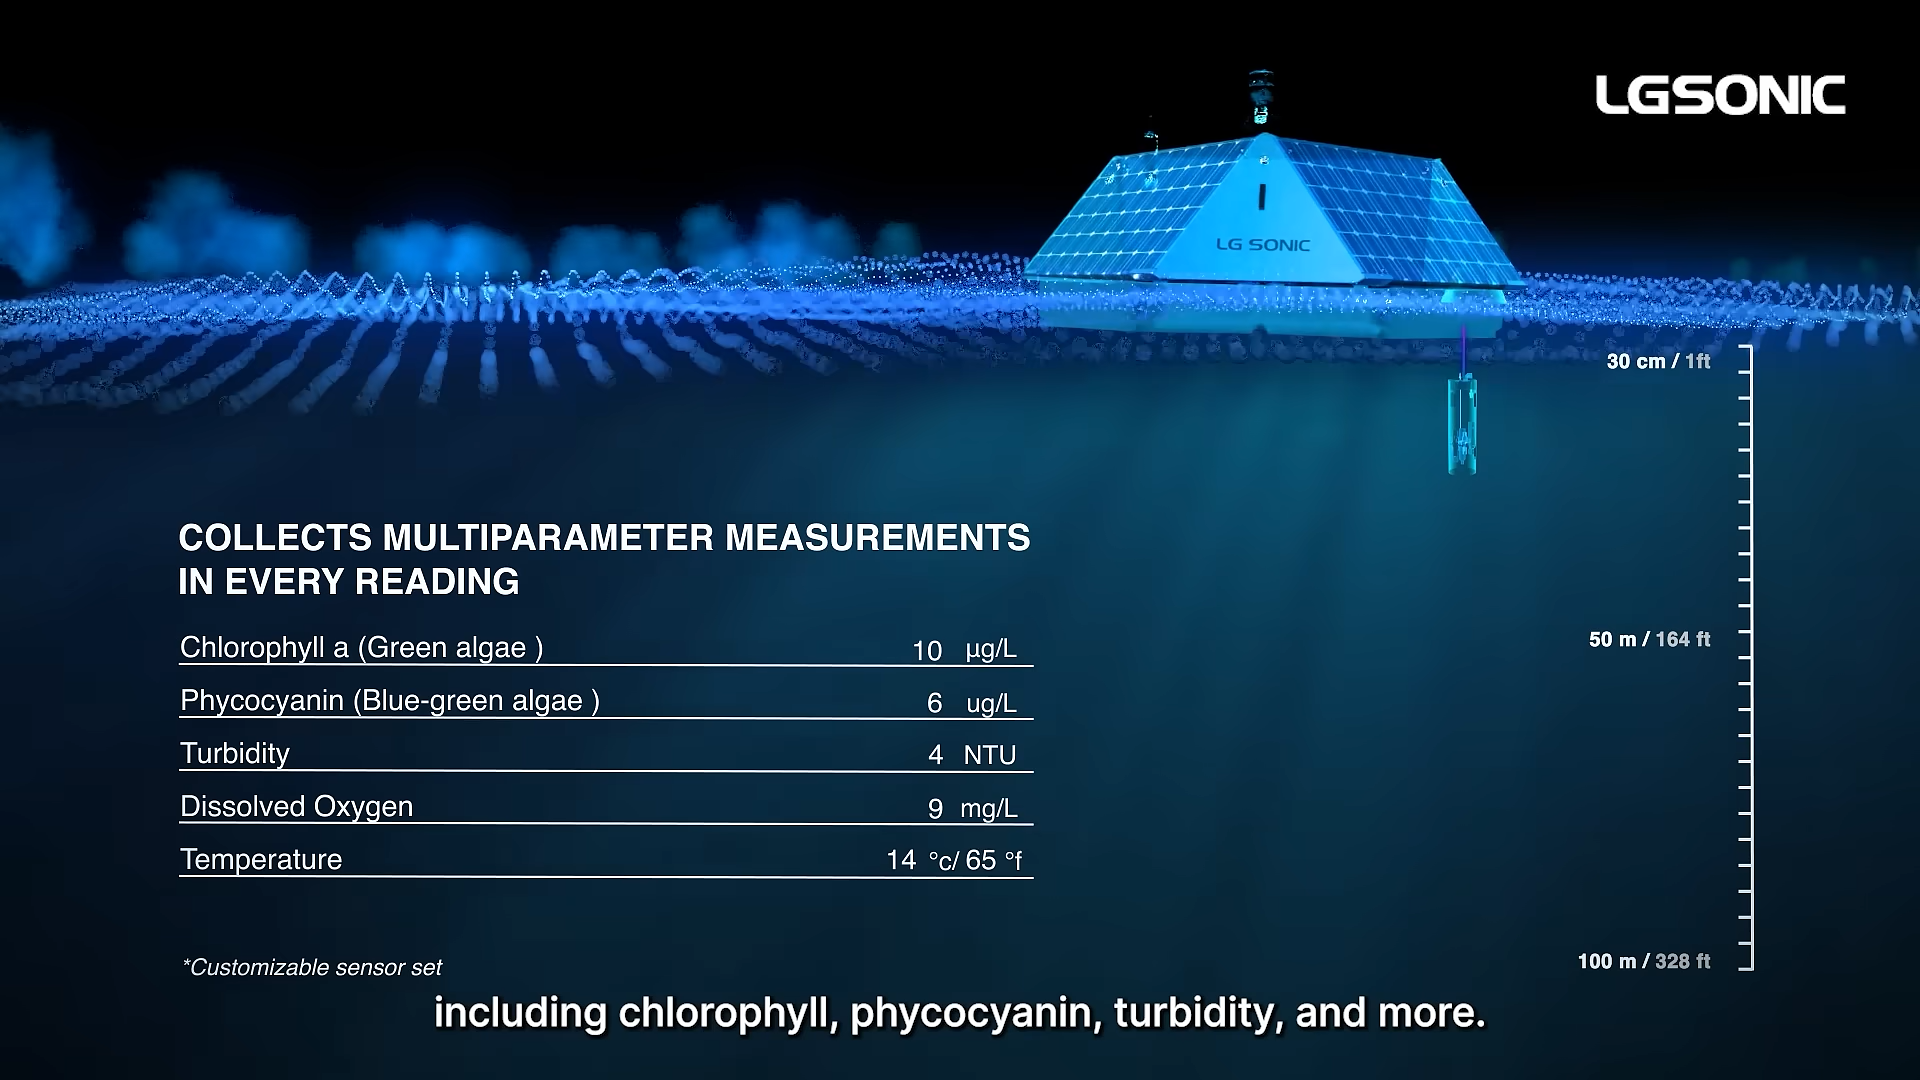 LGSONIC
LG SONIC
30 cm / 1ft
COLLECTS MULTIPARAMETER MEASUREMENTS
IN EVERY READING
Chlorophyll a (Green algae ) 10 µg/L
50 m / 164 ft
Phycocyanin (Blue-green algae ) 6 ug/L
Turbidity 4 NTU
Dissolved Oxygen 9 mg/L
Temperature 14 °c/ 65 °f
100 m / 328 ft
*Customizable sensor set
including chlorophyll, phycocyanin, turbidity, and more.